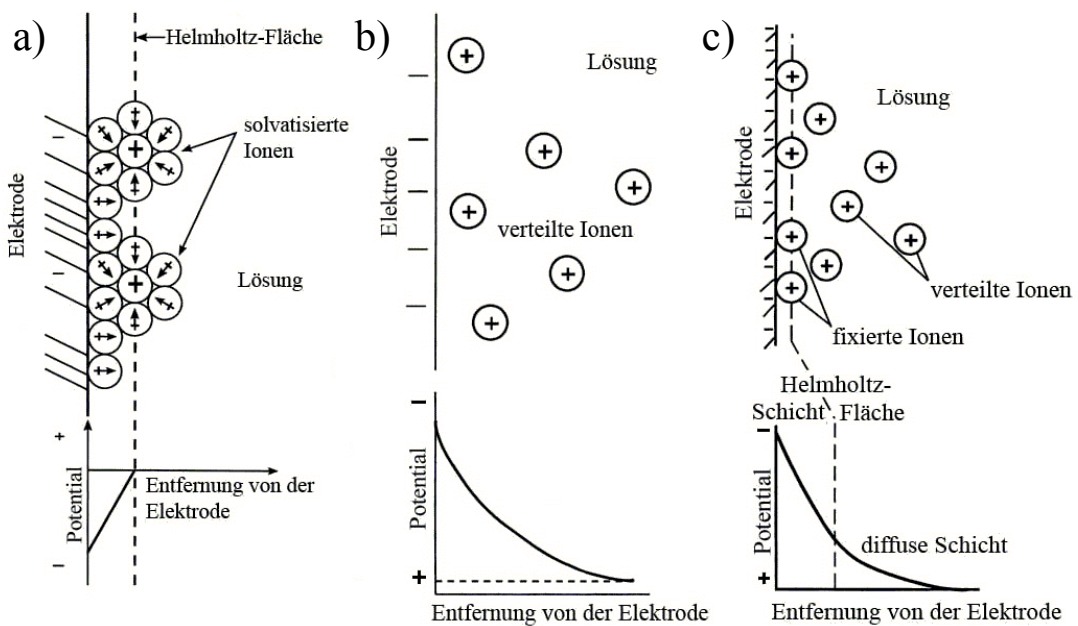 a)
Helmholtz-Fläche
solvatisierte
Ionen
Elektrode
Lösung
+
Potential
−
Entfernung von der
Elektrode
b)
Lösung
Elektrode
verteilte Ionen
−
Potential
+
Entfernung von der Elektrode
c)
Lösung
Elektrode
verteilte Ionen
fixierte Ionen
Helmholtz-
Schicht Fläche
−
Potential
+
diffuse Schicht
Entfernung von der Elektrode